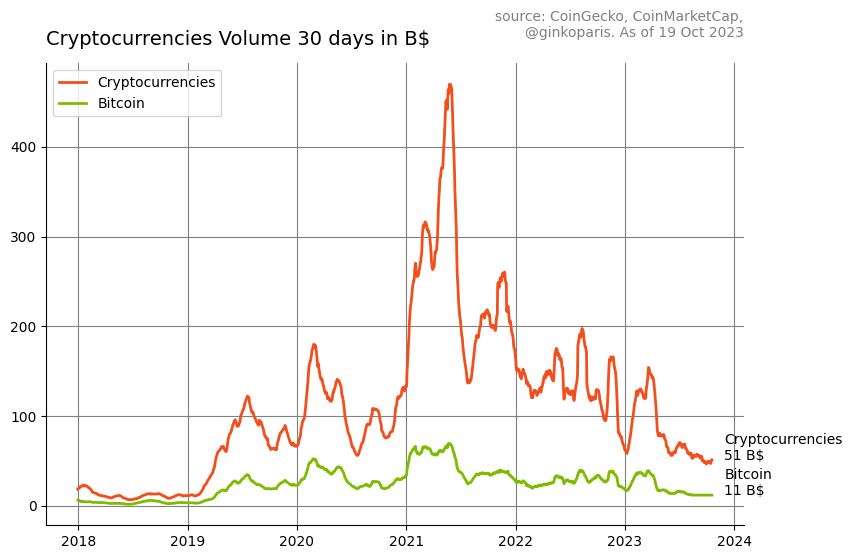 source: CoinGecko, CoinMarketCap,
@ginkoparis. As of 19 Oct 2023
Cryptocurrencies Volume 30 days in B$
Cryptocurrencies
Bitcoin
400
300
200
100
0
Cryptocurrencies
51 B$
Bitcoin
11 B$
2018 2019 2020 2021 2022 2023 2024